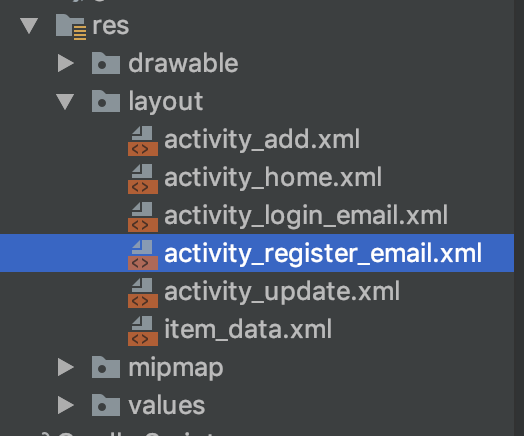 res
drawable
layout
activity_add.xml
activity_home.xml
activity_login_email.xml
activity_register_email.xml
activity_update.xml
item_data.xml
mipmap
values